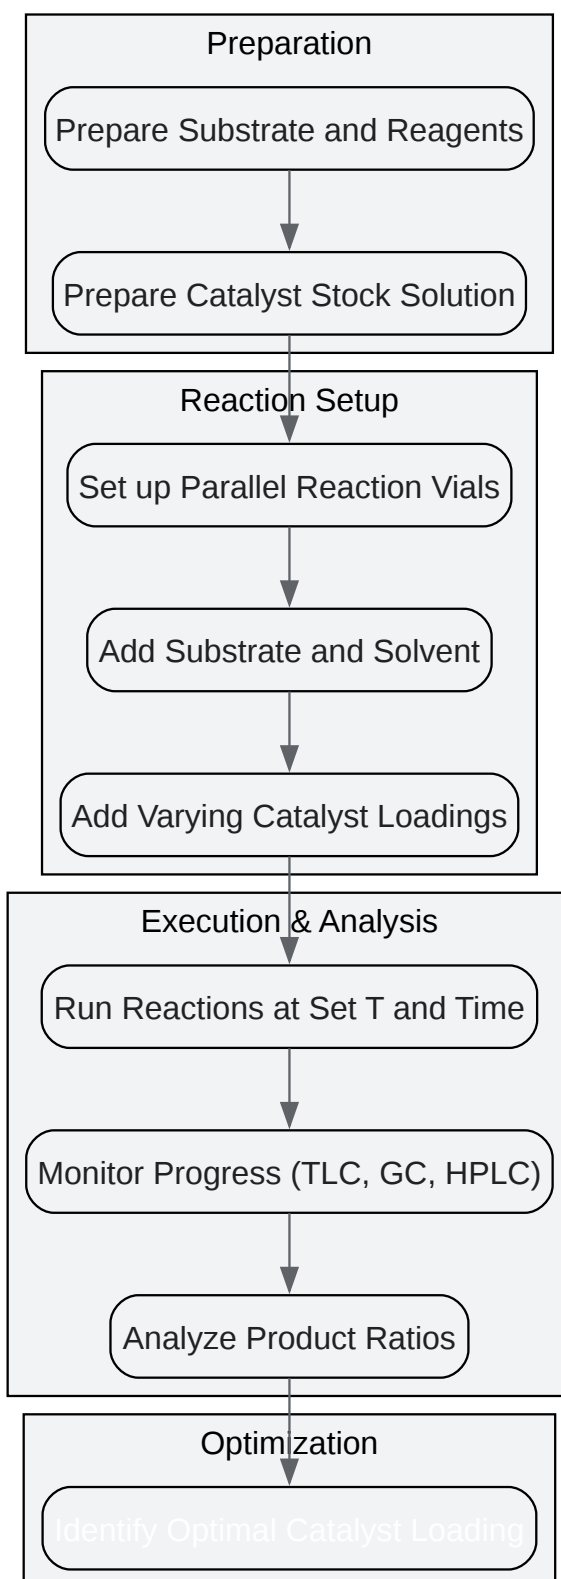 Preparation
Prepare Substrate and Reagents
Prepare Catalyst Stock Solution
Reaction Setup
Set up Parallel Reaction Vials
Add Substrate and Solvent
Add Varying Catalyst Loadings
Execution & Analysis
Run Reactions at Set T and Time
Monitor Progress (TLC, GC, HPLC)
Analyze Product Ratios
Optimization
Identify Optimal Catalyst Loading